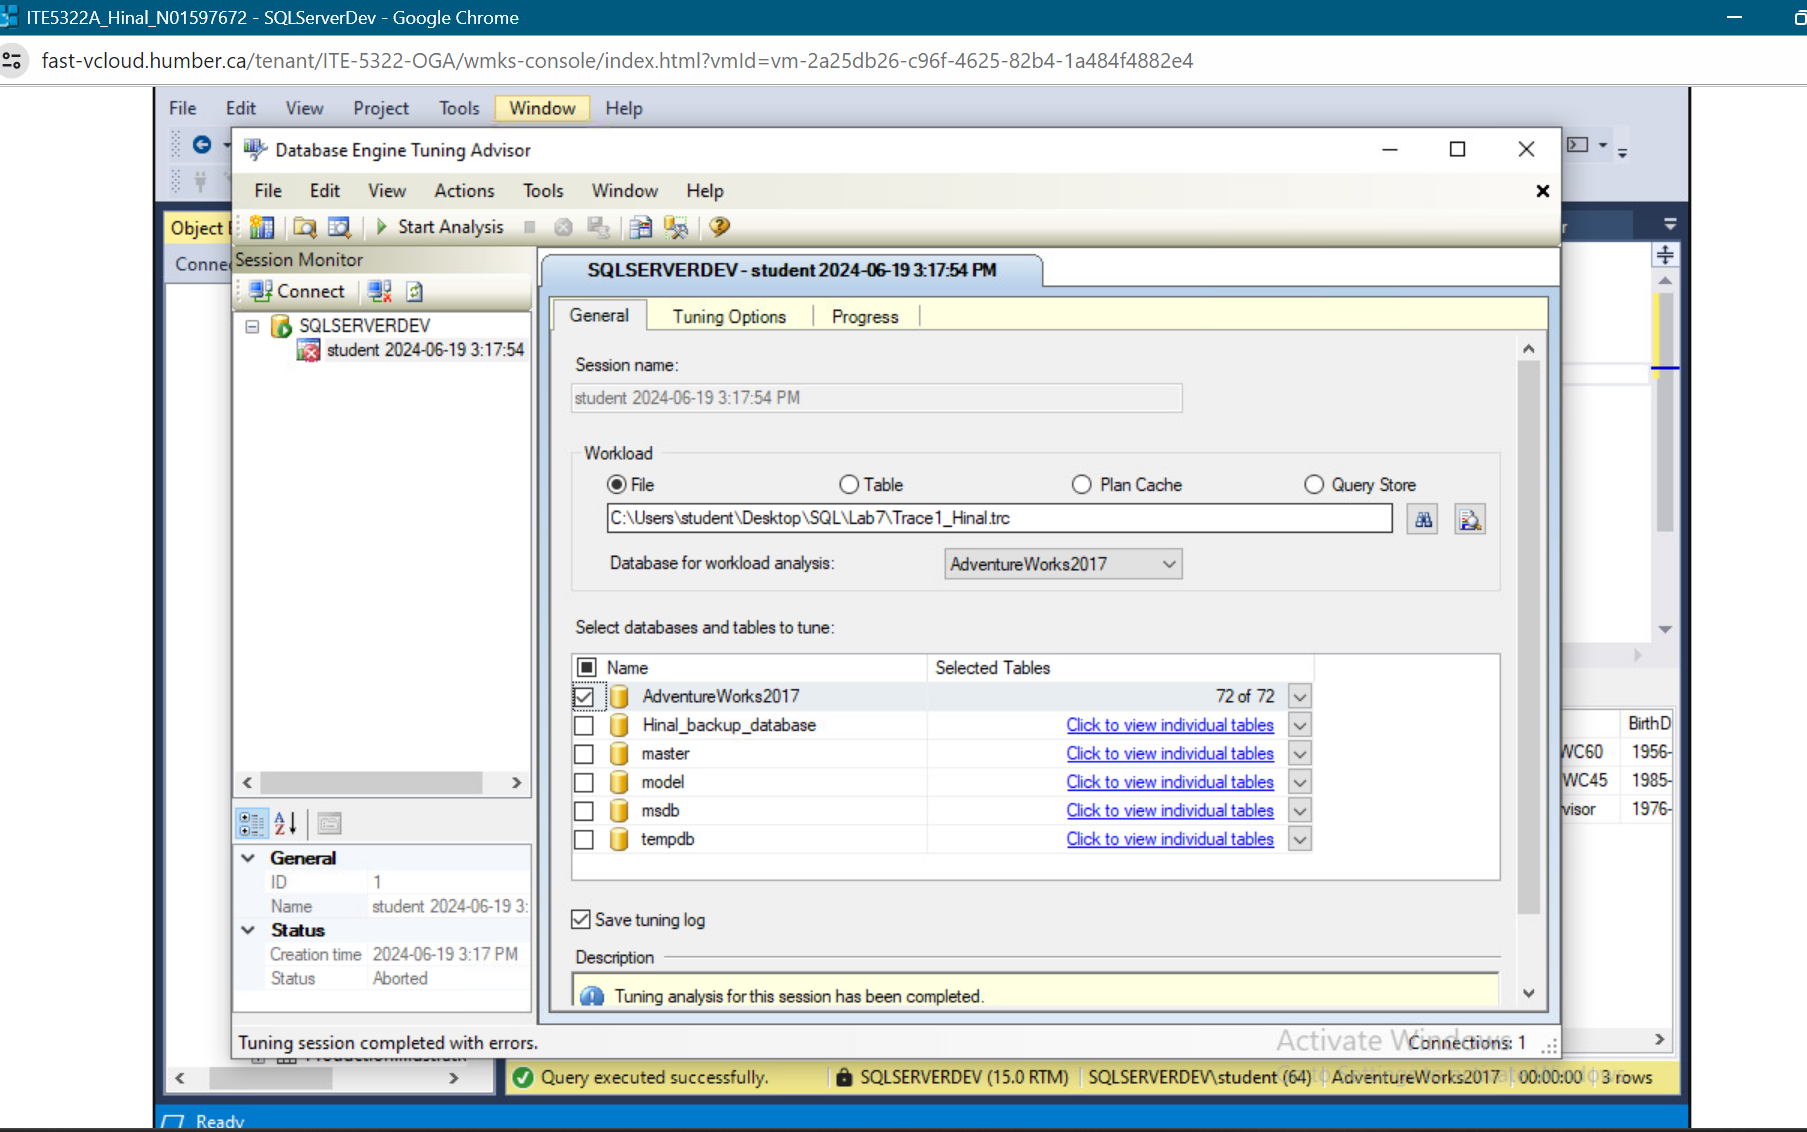 ITE5322A_Hinal_N01597672 - SQLServerDev - Google Chrome
fast-vcloud.humber.ca/tenant/ITE-5322-OGA/wmks-console/index.html?vmId=vm-2a25db26-c96f-4625-82b4-1a484f4882e4
File Edit View Project Tools Window Help
Database Engine Tuning Advisor
File Edit View Actions Tools Window Help
Start Analysis
Object
Session Monitor
Connect
SQLSERVERDEV
student 2024-06-19 3:17:54
SQLSERVERDEV - student 2024-06-19 3:17:54 PM
General Tuning Options Progress
Session name:
student 2024-06-19 3:17:54 PM
Workload
File Table Plan Cache Query Store
C:\Users\student\Desktop\SQL\Lab7\Trace1_Hinal.trc
Database for workload analysis: AdventureWorks2017
Select databases and tables to tune:
Name Selected Tables
AdventureWorks2017 72 of 72
Hinal_backup_database Click to view individual tables
master Click to view individual tables
model Click to view individual tables
msdb Click to view individual tables
tempdb Click to view individual tables
Save tuning log
Description
Tuning analysis for this session has been completed.
General
ID 1
Name student 2024-06-19 3:
Status
Creation time 2024-06-19 3:17 PM
Status Aborted
Tuning session completed with errors.
Activate Windows
Connections: 1
BirthD
WC60 1956-
WC45 1985-
visor 1976-
Query executed successfully. SQLSERVERDEV (15.0 RTM) SQLSERVERDEV\student (64) AdventureWorks2017 00:00:00 3 rows
Ready